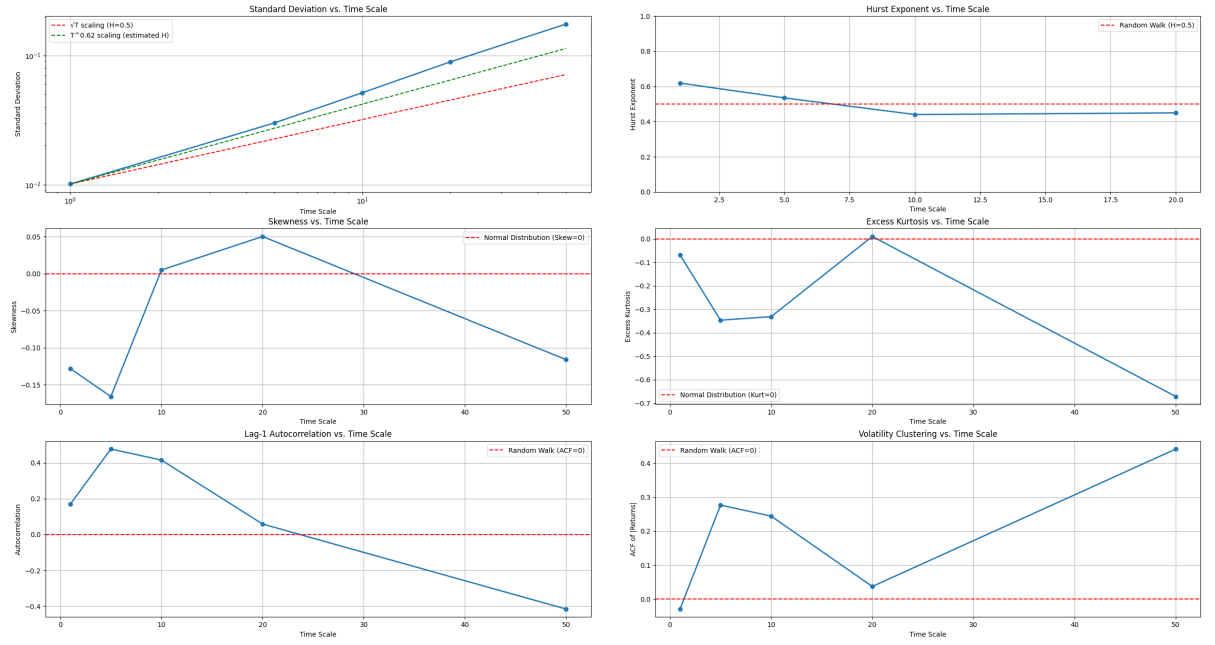 Standard Deviation vs. Time Scale
√T scaling (H=0.5)
T^0.62 scaling (estimated H)
10⁻¹
10⁻²
Standard Deviation
10⁰
10¹
Time Scale
Hurst Exponent vs. Time Scale
Random Walk (H=0.5)
1.0
0.8
0.6
0.4
0.2
0.0
Hurst Exponent
2.5 5.0 7.5 10.0 12.5 15.0 17.5 20.0
Time Scale
Skewness vs. Time Scale
Normal Distribution (Skew=0)
0.05
0.00
−0.05
−0.10
−0.15
Skewness
0 10 20 30 40 50
Time Scale
Excess Kurtosis vs. Time Scale
0.0
−0.1
−0.2
−0.3
−0.4
−0.5
−0.6
−0.7
Excess Kurtosis
Normal Distribution (Kurt=0)
0 10 20 30 40 50
Time Scale
Lag-1 Autocorrelation vs. Time Scale
Random Walk (ACF=0)
0.4
0.2
0.0
−0.2
−0.4
Autocorrelation
0 10 20 30 40 50
Time Scale
Volatility Clustering vs. Time Scale
Random Walk (ACF=0)
0.4
0.3
0.2
0.1
0.0
ACF of |Returns|
0 10 20 30 40 50
Time Scale